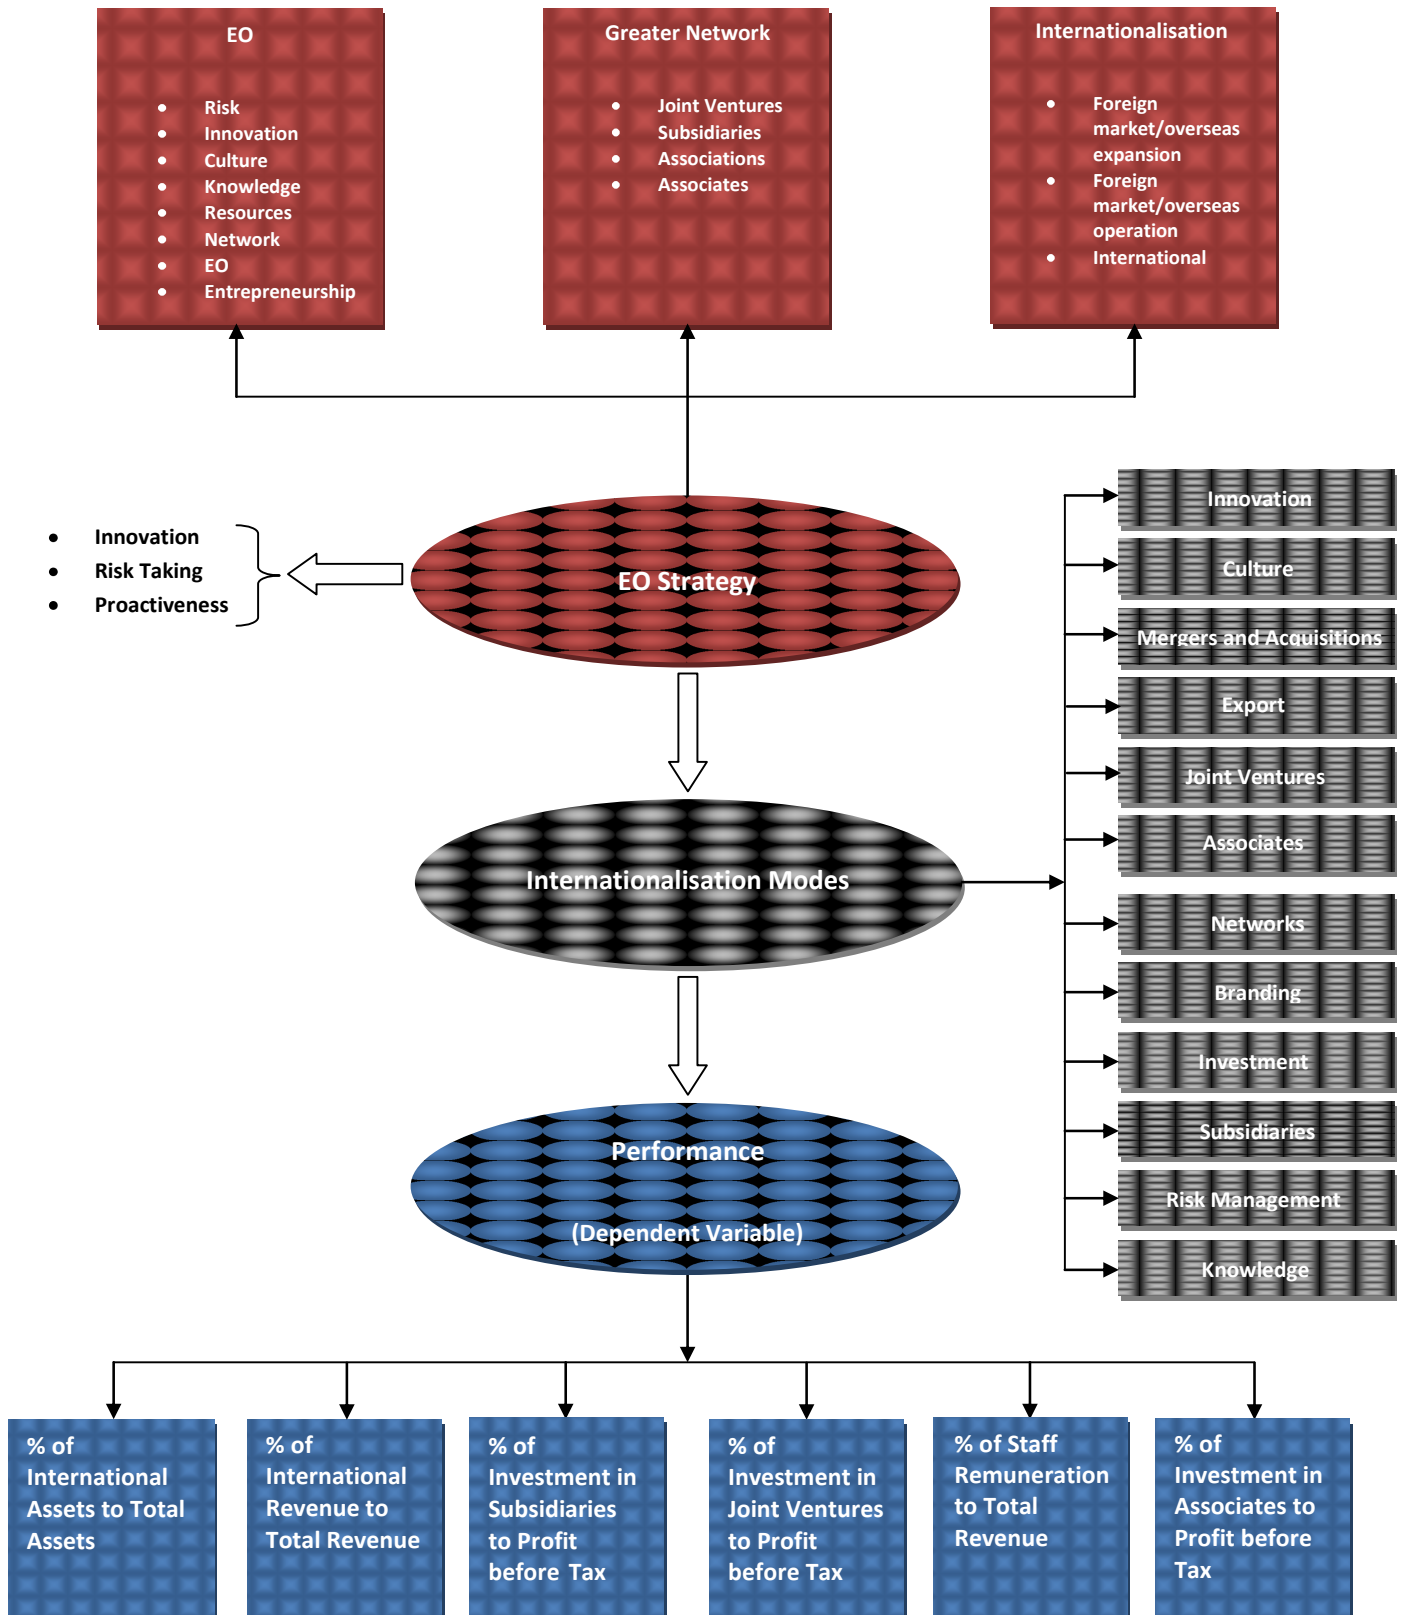 EO
• Risk
• Innovation
• Culture
• Knowledge
• Resources
• Network
• EO
• Entrepreneurship
Greater Network
• Joint Ventures
• Subsidiaries
• Associations
• Associates
Internationalisation
• Foreign
market/overseas
expansion
• Foreign
market/overseas
operation
• International
• Innovation
• Risk Taking
• Proactiveness
EO Strategy
Internationalisation Modes
Innovation
Culture
Mergers and Acquisitions
Export
Joint Ventures
Associates
Networks
Branding
Investment
Subsidiaries
Risk Management
Knowledge
Performance
(Dependent Variable)
% of
International
Assets to Total
Assets
% of
International
Revenue to
Total Revenue
% of
Investment in
Subsidiaries
to Profit
before Tax
% of
Investment in
Joint Ventures
to Profit
before Tax
% of Staff
Remuneration
to Total
Revenue
% of
Investment in
Associates to
Profit before
Tax